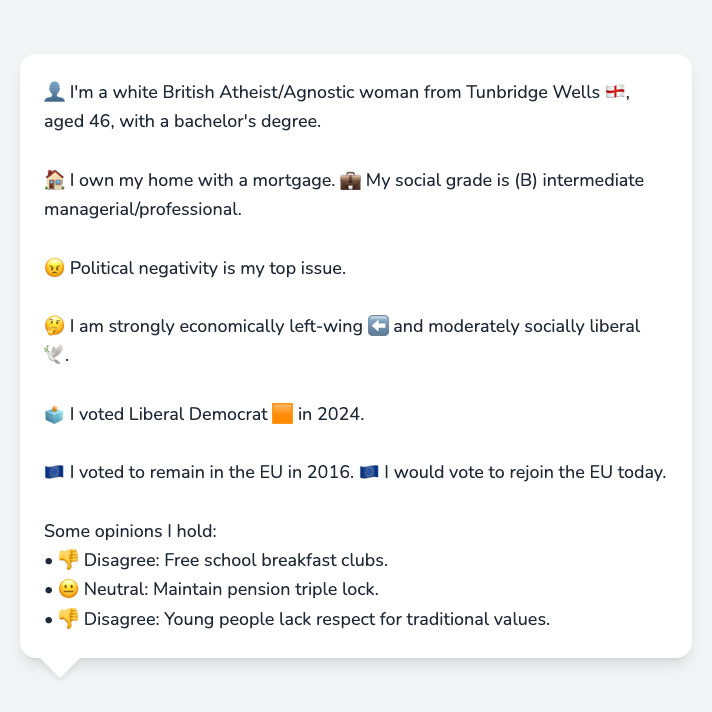 👤 I'm a white British Atheist/Agnostic woman from Tunbridge Wells 🏴󠁧󠁢󠁥󠁮󠁧󠁿,
aged 46, with a bachelor's degree.
🏠 I own my home with a mortgage. 💼 My social grade is (B) intermediate
managerial/professional.
😠 Political negativity is my top issue.
🤔 I am strongly economically left-wing ⬅️ and moderately socially liberal
🕊️.
🗳️ I voted Liberal Democrat 🟧 in 2024.
🇪🇺 I voted to remain in the EU in 2016. 🇪🇺 I would vote to rejoin the EU today.
Some opinions I hold:
• 👎 Disagree: Free school breakfast clubs.
• 😐 Neutral: Maintain pension triple lock.
• 👎 Disagree: Young people lack respect for traditional values.